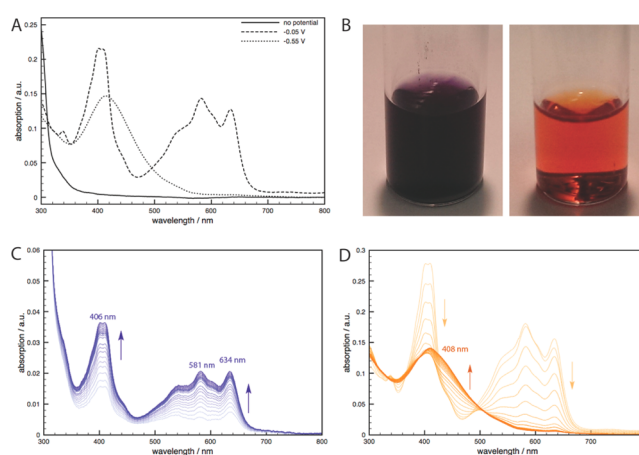 A
no potential
-0.05 V
-0.55 V
absorption / a.u.
0.25
0.2
0.15
0.1
0.05
0
300 400 500 600 700 800
wavelength / nm
B
C
absorption / a.u.
0.06
0.05
0.04
0.03
0.02
0.01
0
406 nm
581 nm
634 nm
300 400 500 600 700 800
wavelength / nm
D
absorption / a.u.
0.3
0.25
0.2
0.15
0.1
0.05
0
408 nm
300 400 500 600 700
wavelength / nm